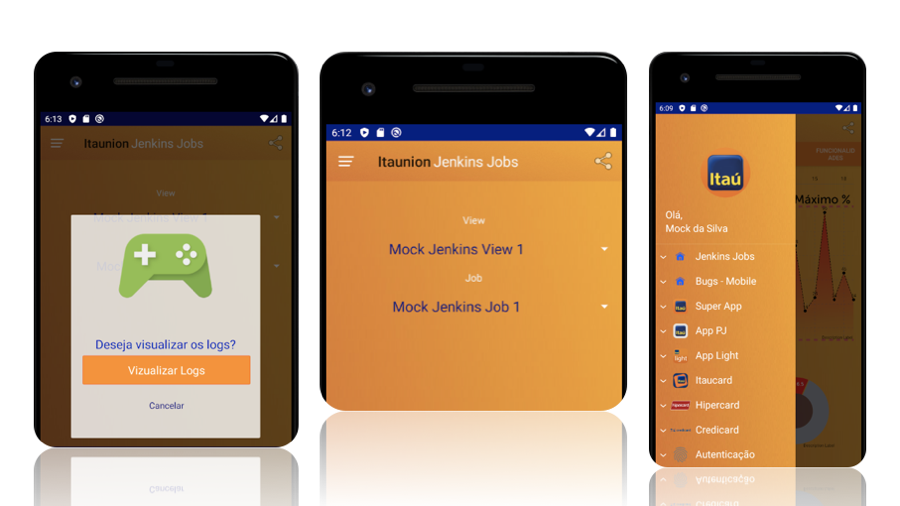 6:13
Itaunion Jenkins Jobs
View
Mock Jenkins View 1
Deseja visualizar os logs?
Vizualizar Logs
Cancelar
6:12
Itaunion Jenkins Jobs
View
Mock Jenkins View 1
Job
Mock Jenkins Job 1
6:09
Itaú
Olá,
Mock da Silva
Jenkins Jobs
Bugs - Mobile
Super App
App PJ
App Light
Itaucard
Hipercard
Credicard
Autenticação
FUNCIONALID
ADES
Máximo %